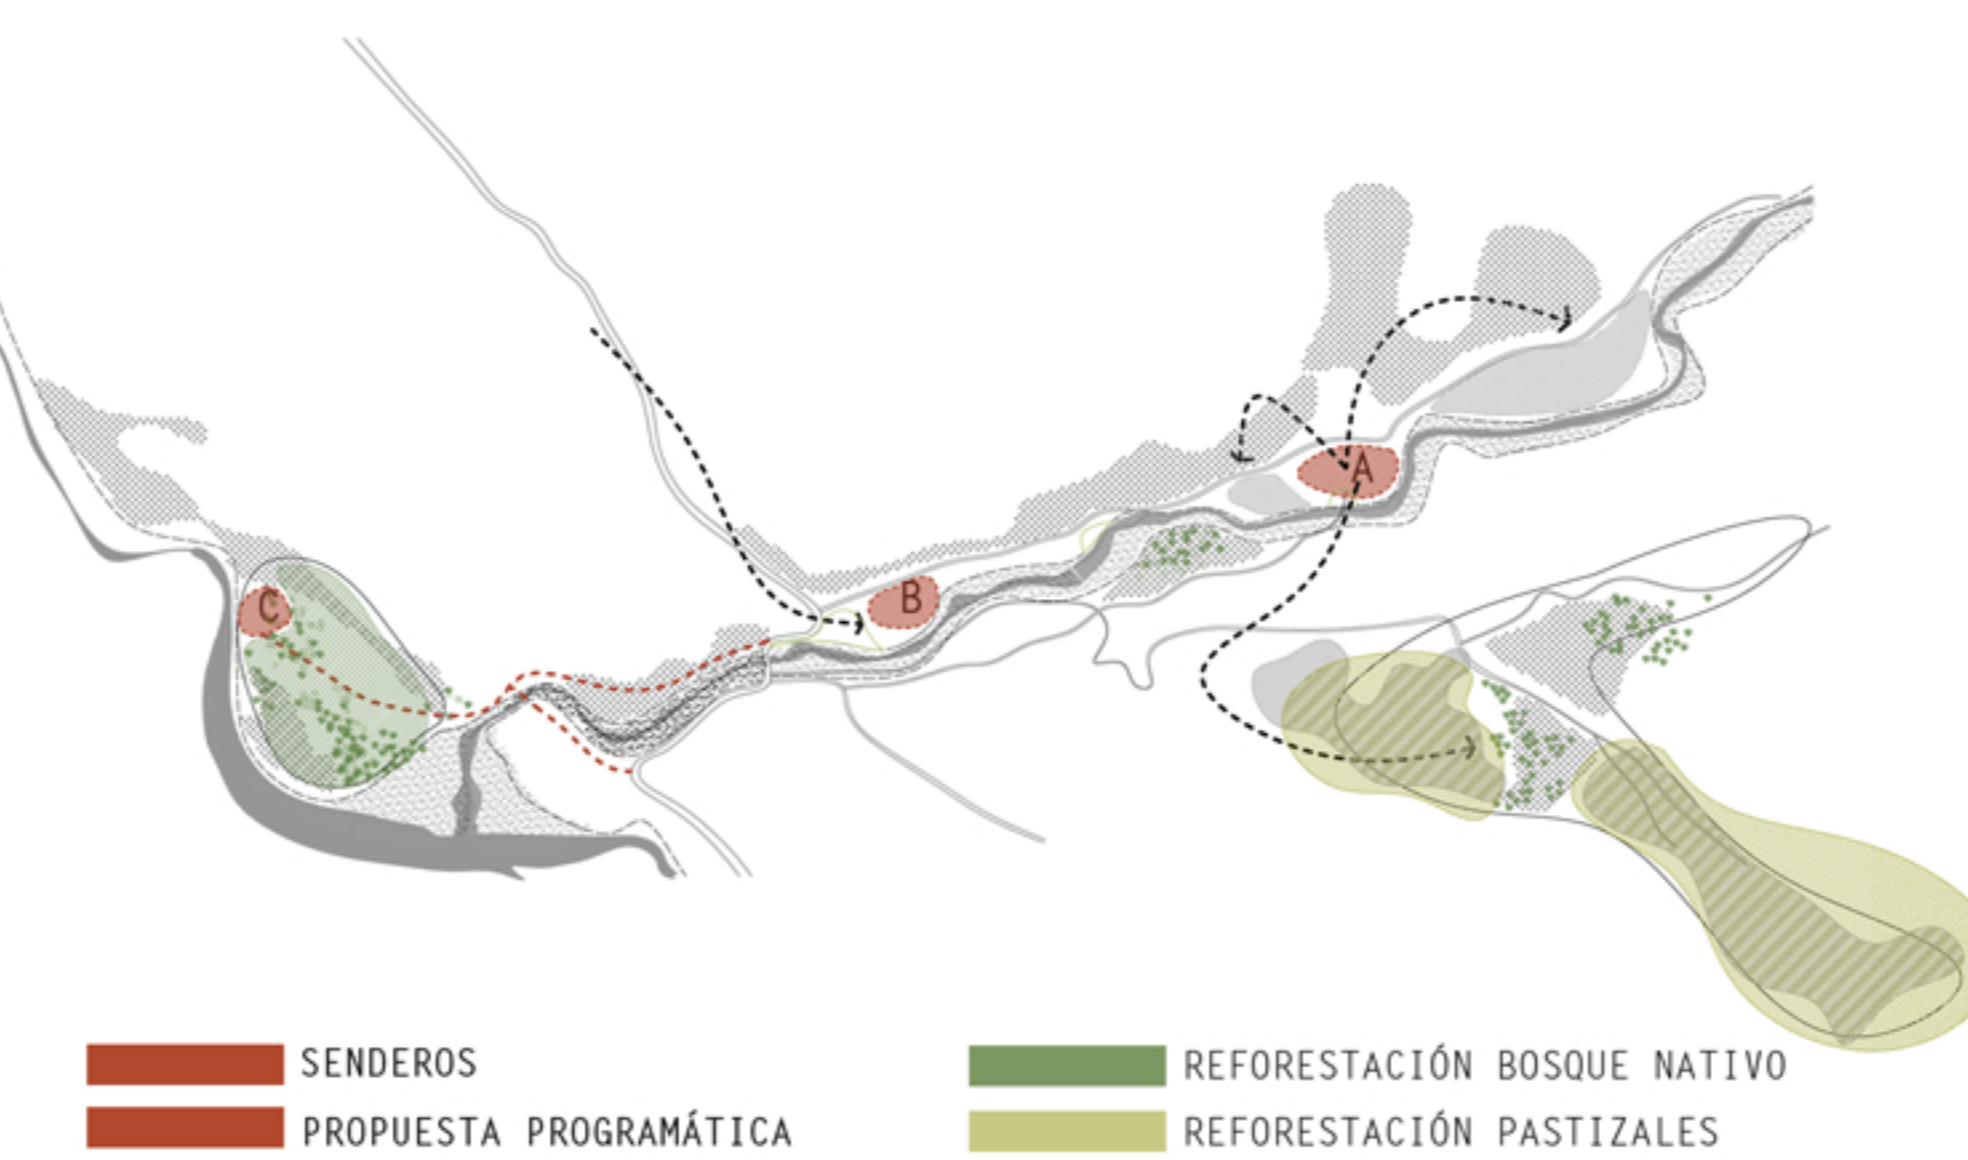 A
B
C
SENDEROS
PROPUESTA PROGRAMÁTICA
REFORESTACIÓN BOSQUE NATIVO
REFORESTACIÓN PASTIZALES